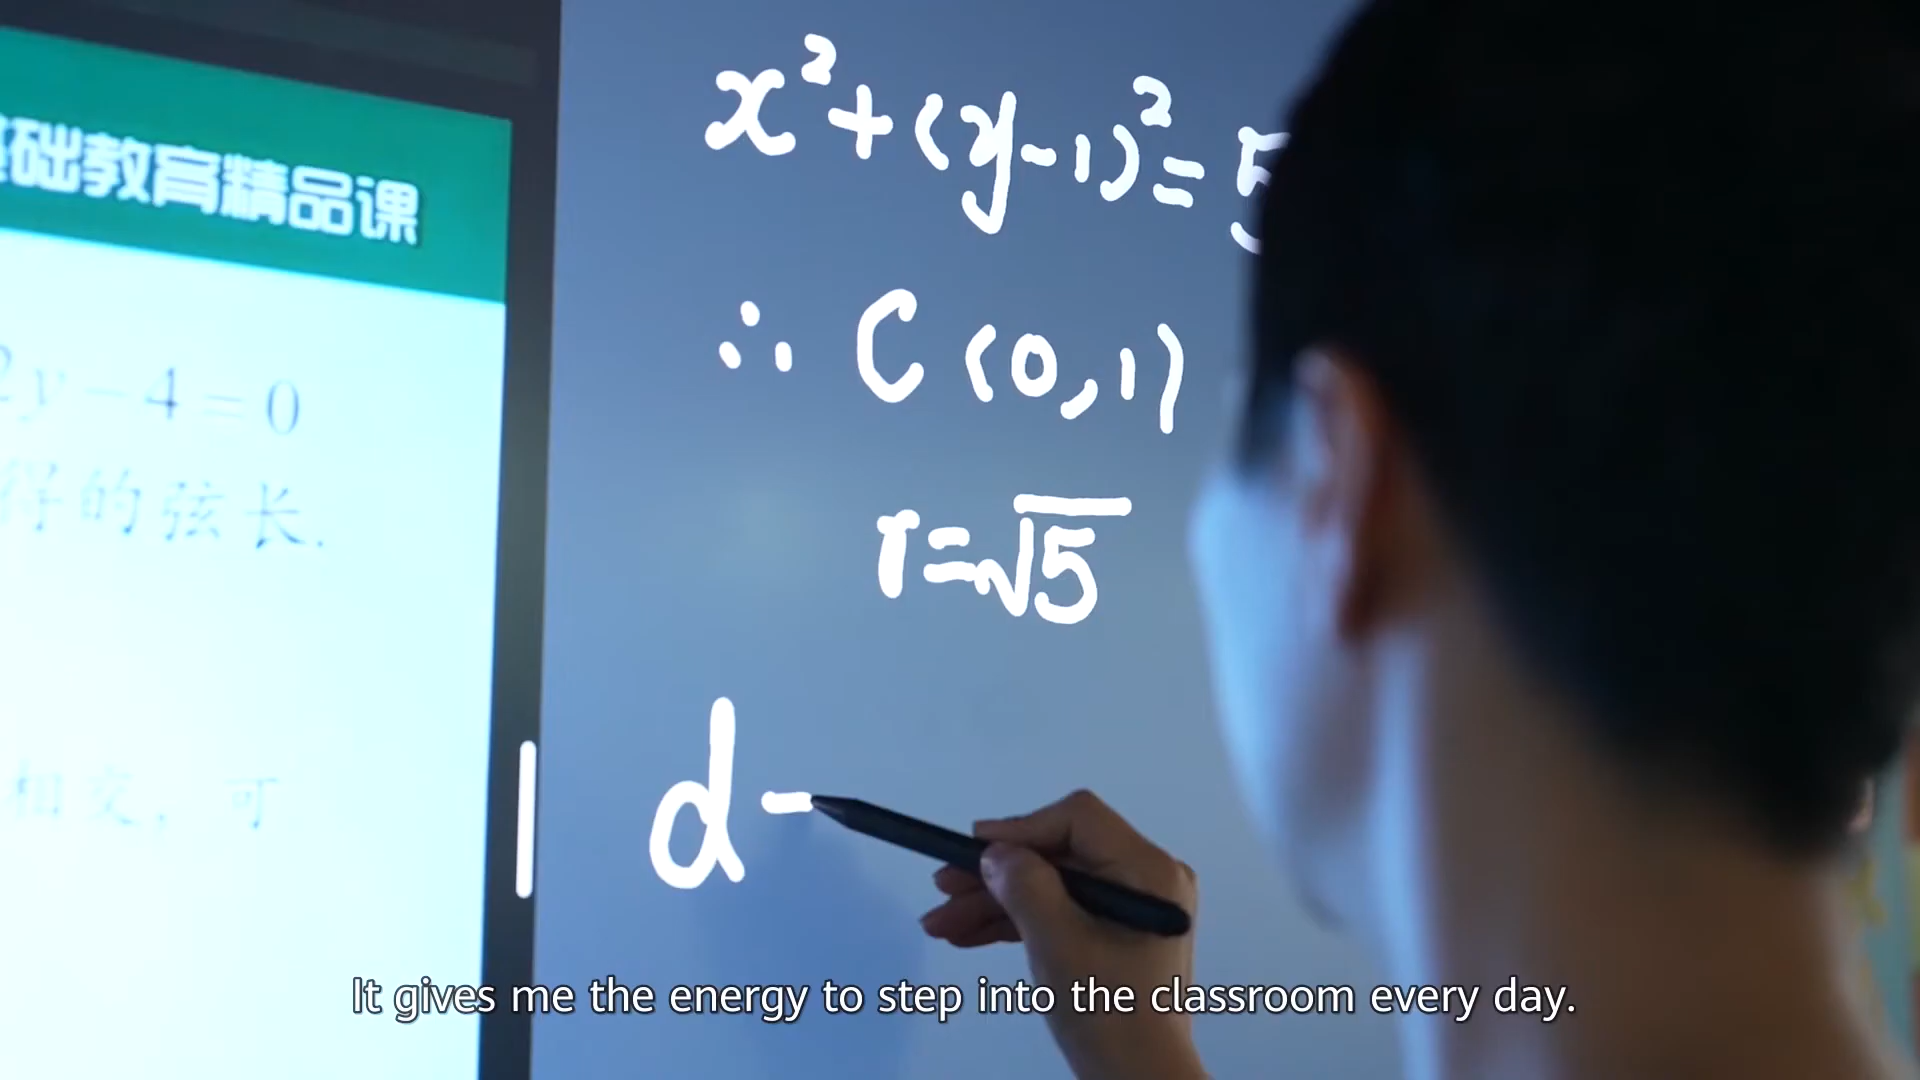 础教育精品课
2y-4=0
得的弦长.
相交，可
x²+(y-1)²=5
∴ C(0,1)
r=√5
d-
It gives me the energy to step into the classroom every day.